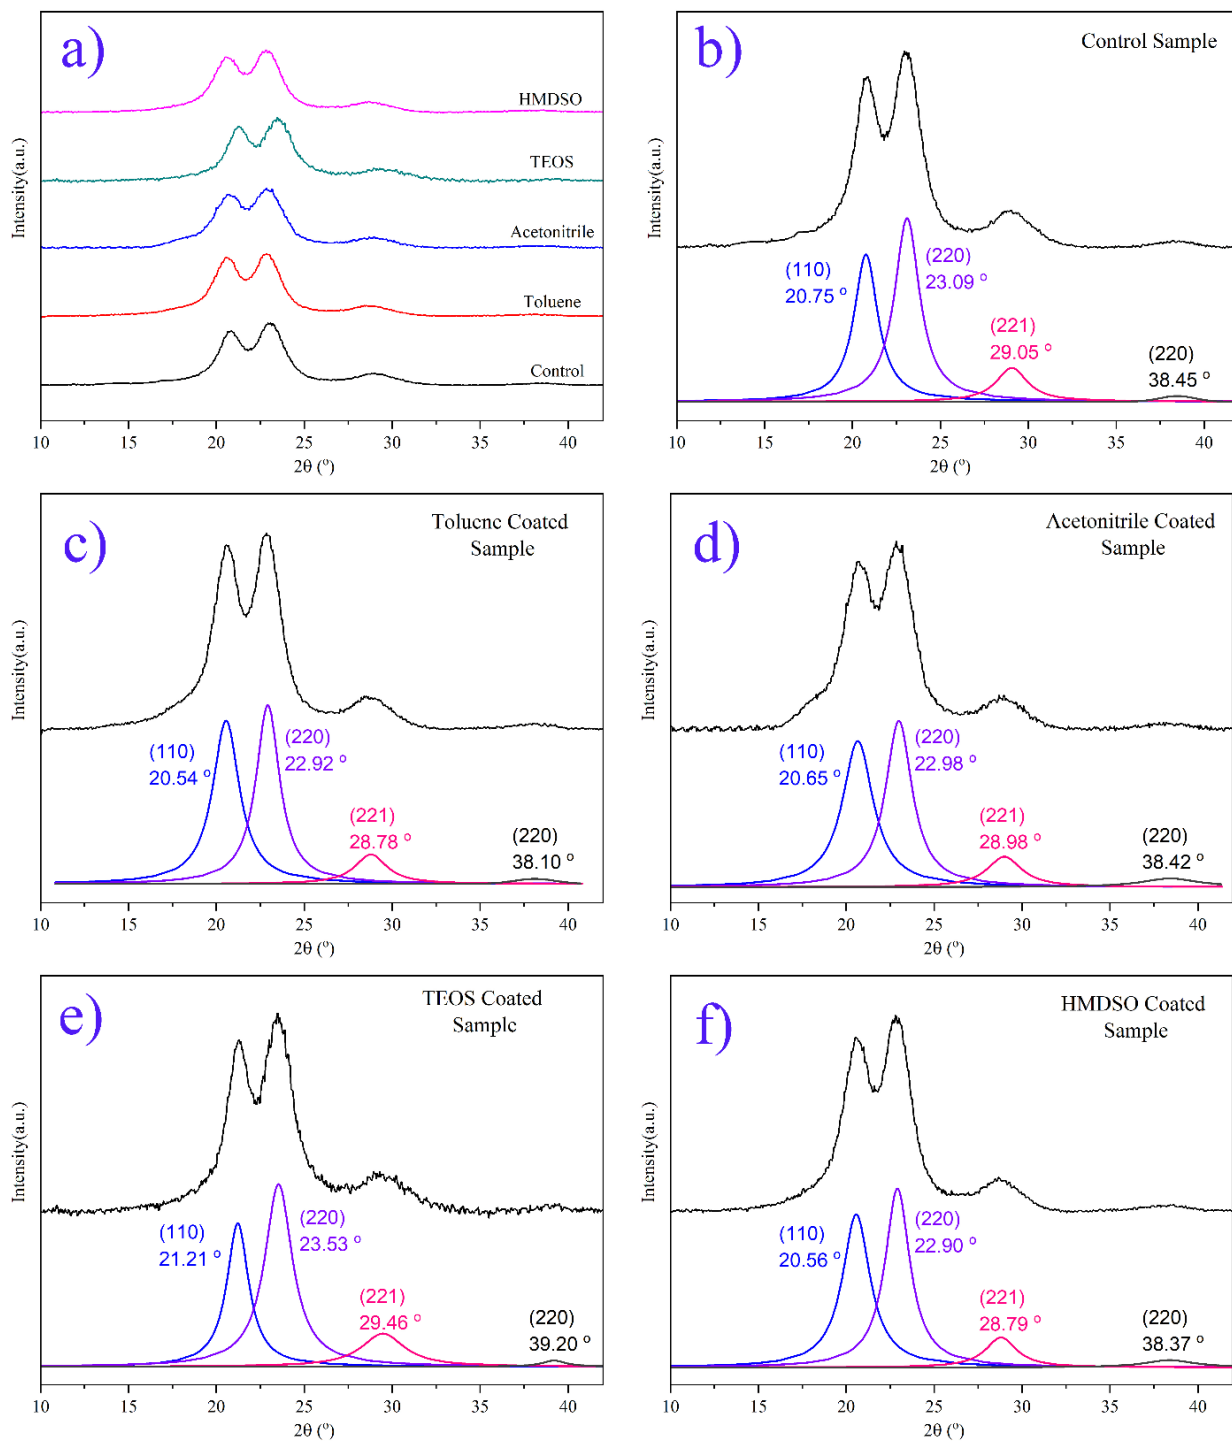 a)
HMDSO
TEOS
Acetonitrile
Toluene
Control
Intensity(a.u.)
10 15 20 25 30 35 40
2θ (°)
b)
Control Sample
(110)
20.75 °
(220)
23.09 °
(221)
29.05 °
(220)
38.45 °
Intensity(a.u.)
10 15 20 25 30 35 40
2θ (°)
c)
Toluene Coated
Sample
(110)
20.54 °
(220)
22.92 °
(221)
28.78 °
(220)
38.10 °
Intensity(a.u.)
10 15 20 25 30 35 40
2θ (°)
d)
Acetonitrile Coated
Sample
(110)
20.65 °
(220)
22.98 °
(221)
28.98 °
(220)
38.42 °
Intensity(a.u.)
10 15 20 25 30 35 40
2θ (°)
e)
TEOS Coated
Sample
(110)
21.21 °
(220)
23.53 °
(221)
29.46 °
(220)
39.20 °
Intensity(a.u.)
10 15 20 25 30 35 40
2θ (°)
f)
HMDSO Coated
Sample
(110)
20.56 °
(220)
22.90 °
(221)
28.79 °
(220)
38.37 °
Intensity(a.u.)
10 15 20 25 30 35 40
2θ (°)